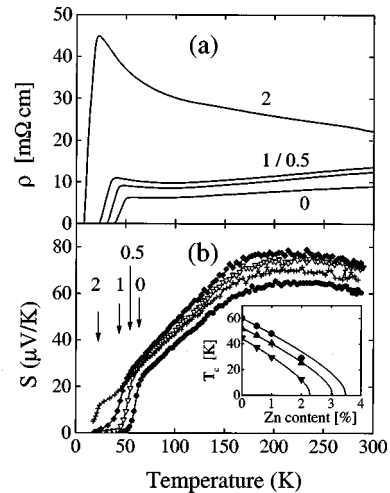 50
(a)
40
ρ [mΩ cm]
30
2
20
1 / 0.5
10
0
0
80
0.5
(b)
2 1 0
60
S (μV/K)
40
60
40
T_c [K]
20
20
0
0 1 2 3 4
Zn content [%]
0
0 50 100 150 200 250 300
Temperature (K)